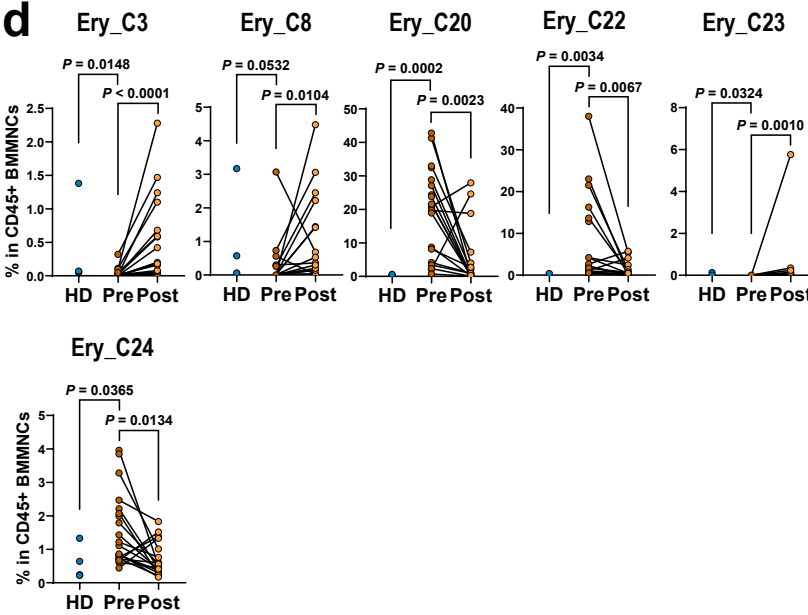 d
Ery_C3 Ery_C8 Ery_C20 Ery_C22 Ery_C23
P = 0.0148 P = 0.0532 P = 0.0002 P = 0.0034 P = 0.0324
P < 0.0001 P = 0.0104 P = 0.0023 P = 0.0067 P = 0.0010
% in CD45+ BMMNCs
2.5 2.0 1.5 1.0 0.5 0.0
5 4 3 2 1 0
50 40 30 20 10 0
40 30 20 10 0
8 6 4 2 0
HD Pre Post HD Pre Post HD Pre Post HD Pre Post HD Pre Post
Ery_C24
P = 0.0365
P = 0.0134
% in CD45+ BMMNCs
5 4 3 2 1 0
HD Pre Post